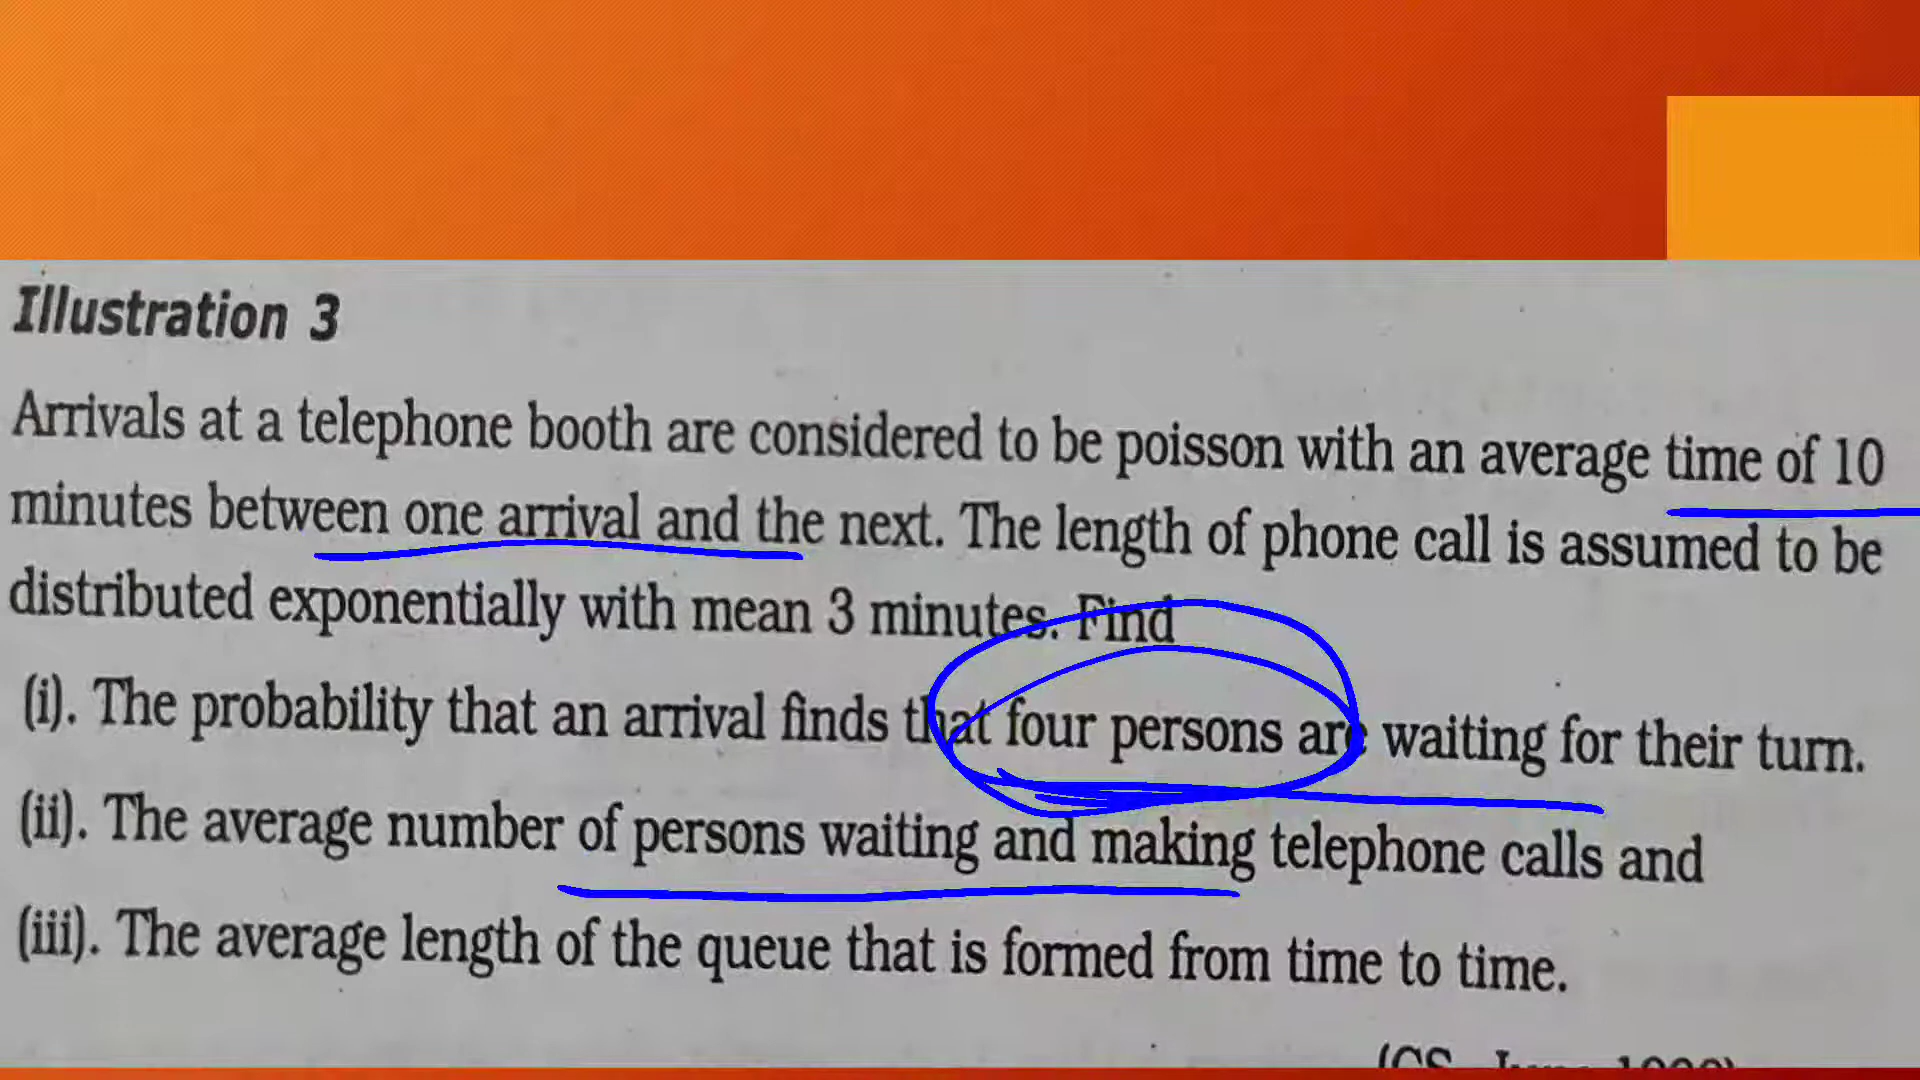 Illustration 3
Arrivals at a telephone booth are considered to be poisson with an average time of 10
minutes between one arrival and the next. The length of phone call is assumed to be
distributed exponentially with mean 3 minutes. Find
(i). The probability that an arrival finds that four persons are waiting for their turn.
(ii). The average number of persons waiting and making telephone calls and
(iii). The average length of the queue that is formed from time to time.